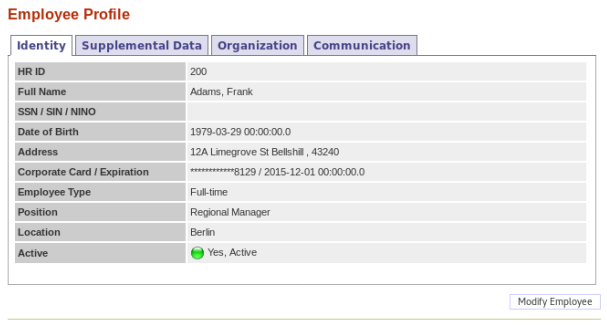 Employee Profile
Identity Supplemental Data Organization Communication
HR ID 200
Full Name Adams, Frank
SSN / SIN / NINO
Date of Birth 1979-03-29 00:00:00.0
Address 12A Limegrove St Bellshill , 43240
Corporate Card / Expiration ************8129 / 2015-12-01 00:00:00.0
Employee Type Full-time
Position Regional Manager
Location Berlin
Active Yes, Active
Modify Employee